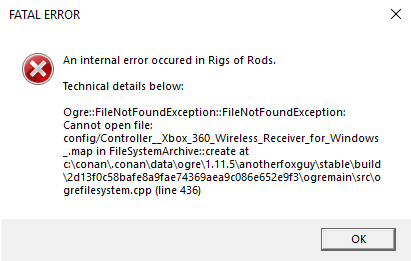 FATAL ERROR
An internal error occured in Rigs of Rods.
Technical details below:
Ogre::FileNotFoundException::FileNotFoundException:
Cannot open file:
config/Controller__Xbox_360_Wireless_Receiver_for_Windows
_.map in FileSystemArchive::create at
c:\conan\.conan\data\ogre\1.11.5\anotherfoxguy\stable\build
\2d13f0c58bafe8a9fae74369aea9c086e652e9f3\ogremain\src\o
grefilesystem.cpp (line 436)
OK